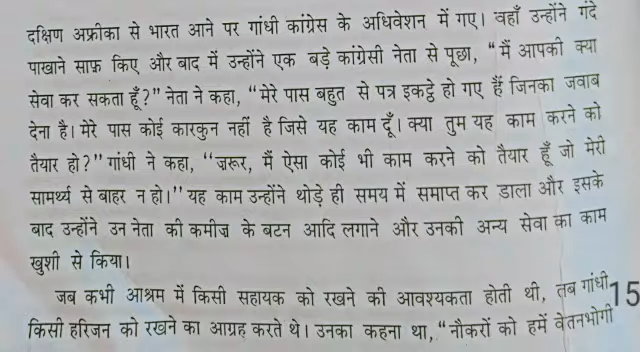 दक्षिण अफ़्रीका से भारत आने पर गांधी कांग्रेस के अधिवेशन में गए। वहाँ उन्होंने गंदे
पाखाने साफ़ किए और बाद में उन्होंने एक बड़े कांग्रेसी नेता से पूछा, “मैं आपकी क्या
सेवा कर सकता हूँ?” नेता ने कहा, “मेरे पास बहुत से पत्र इकट्ठे हो गए हैं जिनका जवाब
देना है। मेरे पास कोई कारकुन नहीं है जिसे यह काम दूँ। क्या तुम यह काम करने को
तैयार हो?” गांधी ने कहा, “ज़रूर, मैं ऐसा कोई भी काम करने को तैयार हूँ जो मेरी
सामर्थ्य से बाहर न हो।” यह काम उन्होंने थोड़े ही समय में समाप्त कर डाला और इसके
बाद उन्होंने उन नेता की कमीज़ के बटन आदि लगाने और उनकी अन्य सेवा का काम
खुशी से किया।
जब कभी आश्रम में किसी सहायक को रखने की आवश्यकता होती थी, तब गांधी
किसी हरिजन को रखने का आग्रह करते थे। उनका कहना था, “नौकरों को हमें वेतनभोगी
15